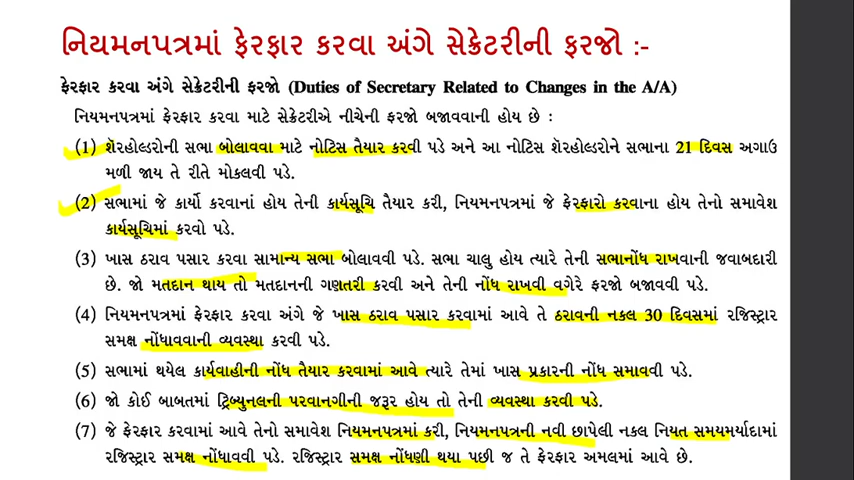 નિયમનપત્રમાં ફેરફાર કરવા અંગે સેક્રેટરીની ફરજો :-
ફેરફાર કરવા અંગે સેક્રેટરીની ફરજો (Duties of Secretary Related to Changes in the A/A)
નિયમનપત્રમાં ફેરફાર કરવા માટે સેક્રેટરીએ નીચેની ફરજો બજાવવાની હોય છે :
(1) શૅરહોલ્ડરોની સભા બોલાવવા માટે નોટિસ તૈયાર કરવી પડે અને આ નોટિસ શૅરહોલ્ડરોને સભાના 21 દિવસ અગાઉ
મળી જાય તે રીતે મોકલવી પડે.
(2) સભામાં જે કાર્યો કરવાનાં હોય તેની કાર્યસૂચિ તૈયાર કરી, નિયમનપત્રમાં જે ફેરફારો કરવાના હોય તેનો સમાવેશ
કાર્યસૂચિમાં કરવો પડે.
(3) ખાસ ઠરાવ પસાર કરવા સામાન્ય સભા બોલાવવી પડે. સભા ચાલુ હોય ત્યારે તેની સભાનોંધ રાખવાની જવાબદારી
છે. જો મતદાન થાય તો મતદાનની ગણતરી કરવી અને તેની નોંધ રાખવી વગેરે ફરજો બજાવવી પડે.
(4) નિયમનપત્રમાં ફેરફાર કરવા અંગે જે ખાસ ઠરાવ પસાર કરવામાં આવે તે ઠરાવની નકલ 30 દિવસમાં રજિસ્ટ્રાર
સમક્ષ નોંધાવવાની વ્યવસ્થા કરવી પડે.
(5) સભામાં થયેલ કાર્યવાહીની નોંધ તૈયાર કરવામાં આવે ત્યારે તેમાં ખાસ પ્રકારની નોંધ સમાવવી પડે.
(6) જો કોઈ બાબતમાં ટ્રિબ્યુનલની પરવાનગીની જરૂર હોય તો તેની વ્યવસ્થા કરવી પડે.
(7) જે ફેરફાર કરવામાં આવે તેનો સમાવેશ નિયમનપત્રમાં કરી, નિયમનપત્રની નવી છાપેલી નકલ નિયત સમયમર્યાદામાં
રજિસ્ટ્રાર સમક્ષ નોંધાવવી પડે. રજિસ્ટ્રાર સમક્ષ નોંધણી થયા પછી જ તે ફેરફાર અમલમાં આવે છે.